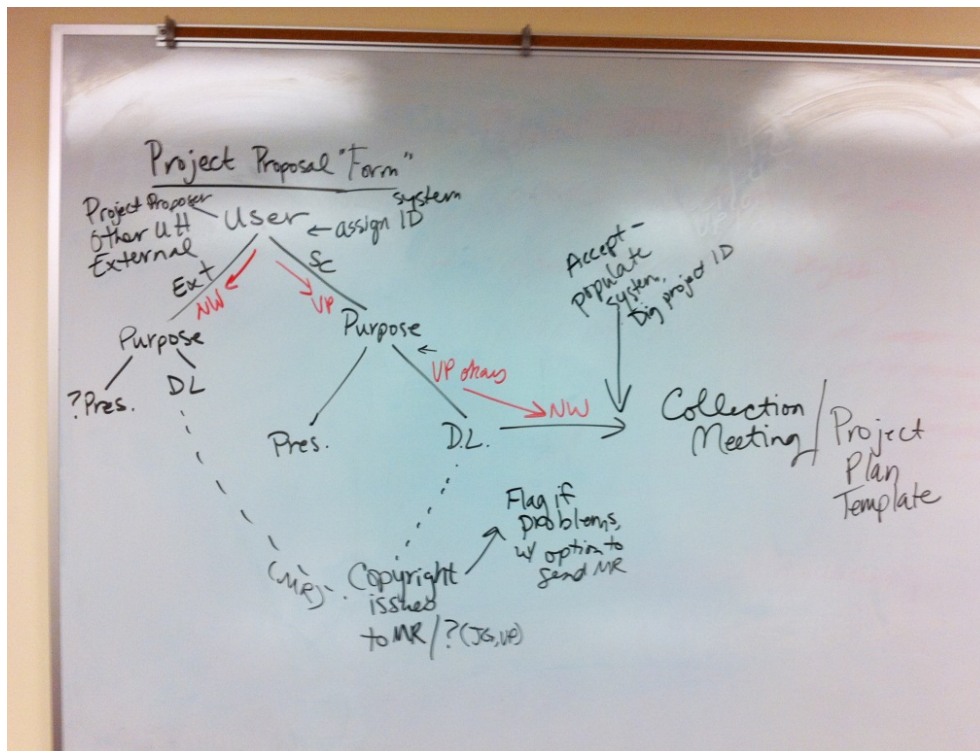 Project Proposal "Form"
Project Proposer
Other UH
External
User
← assign ID
system
Ext
NW
SC
VP
Purpose
?Pres.
DL
Purpose
Pres.
D.L.
← VP okays
NW
Accept -
populate
system,
Dig project ID
Collection
Meeting /
Project
Plan
Template
Flag if
problems,
w/ option to
send MR
(MR)
Copyright
issues
to MR / ? (JG, VP)